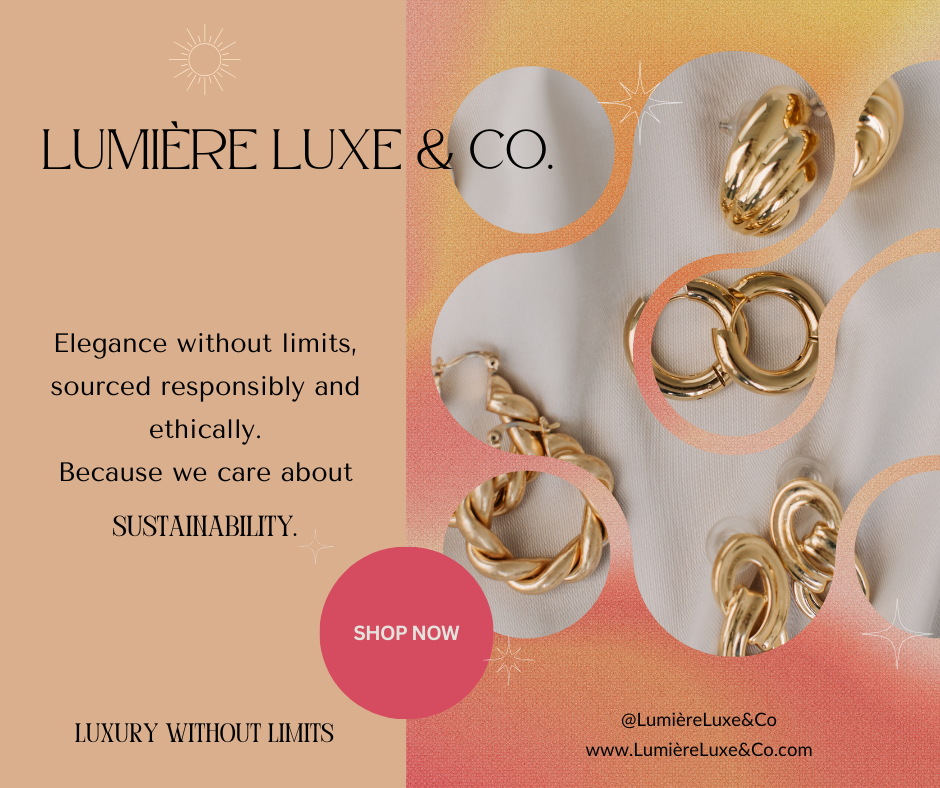 LUMIÈRE LUXE & CO.
Elegance without limits,
sourced responsibly and
ethically.
Because we care about
SUSTAINABILITY.
SHOP NOW
LUXURY WITHOUT LIMITS
@LumièreLuxe&Co
www.LumièreLuxe&Co.com